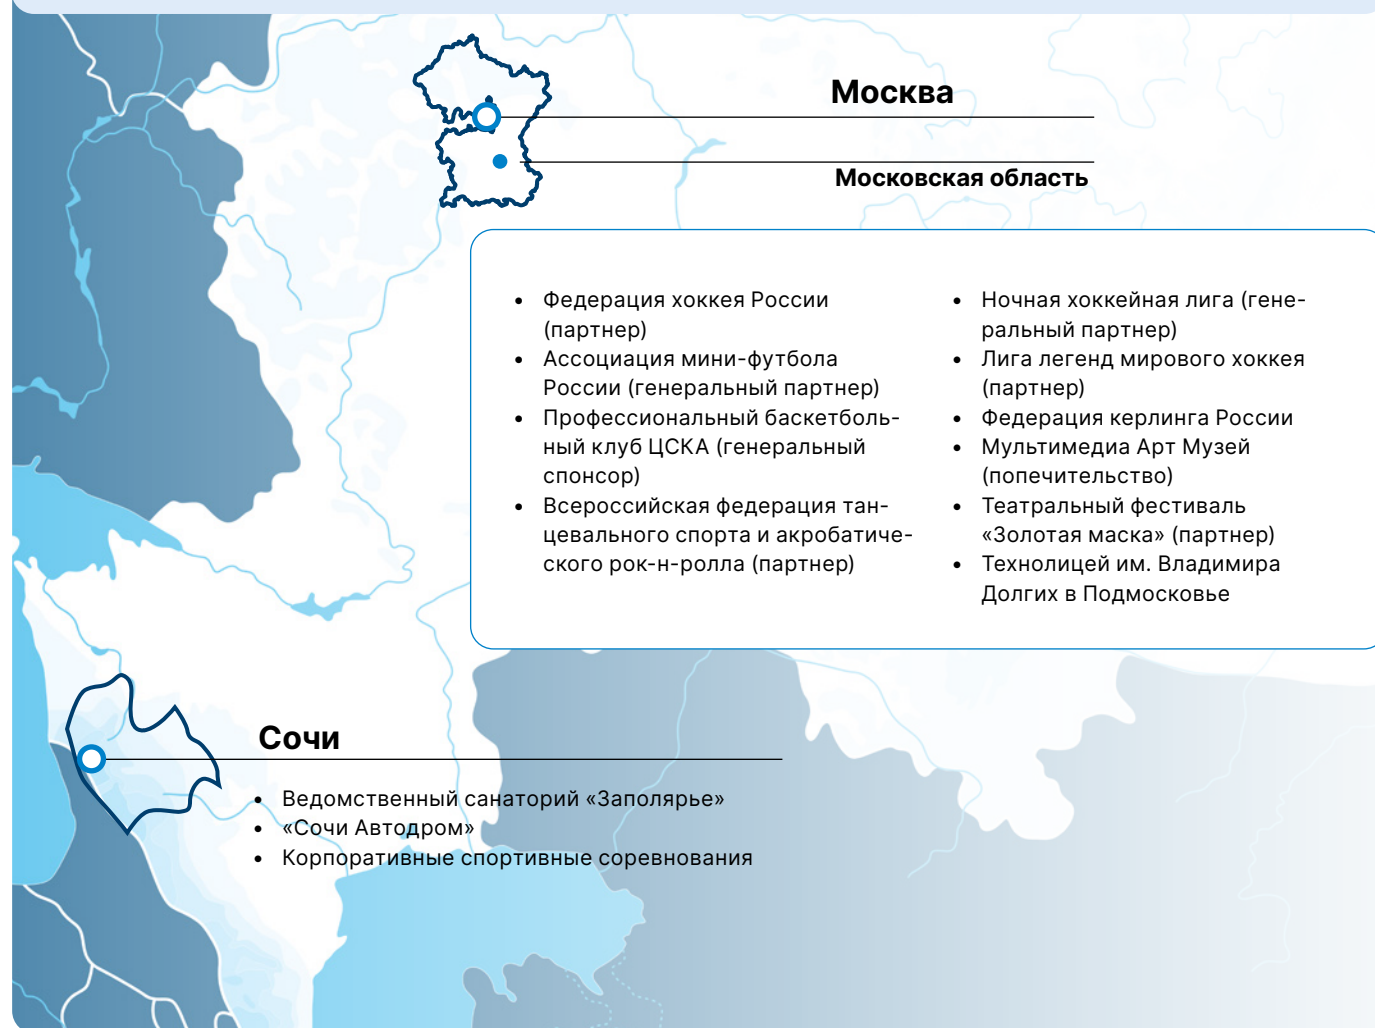 Москва
Московская область
• Федерация хоккея России
(партнер)
• Ассоциация мини-футбола
России (генеральный партнер)
• Профессиональный баскетболь-
ный клуб ЦСКА (генеральный
спонсор)
• Всероссийская федерация тан-
цевального спорта и акробатиче-
ского рок-н-ролла (партнер)
• Ночная хоккейная лига (гене-
ральный партнер)
• Лига легенд мирового хоккея
(партнер)
• Федерация керлинга России
• Мультимедиа Арт Музей
(попечительство)
• Театральный фестиваль
«Золотая маска» (партнер)
• Технолицей им. Владимира
Долгих в Подмосковье
Сочи
• Ведомственный санаторий «Заполярье»
• «Сочи Автодром»
• Корпоративные спортивные соревнования